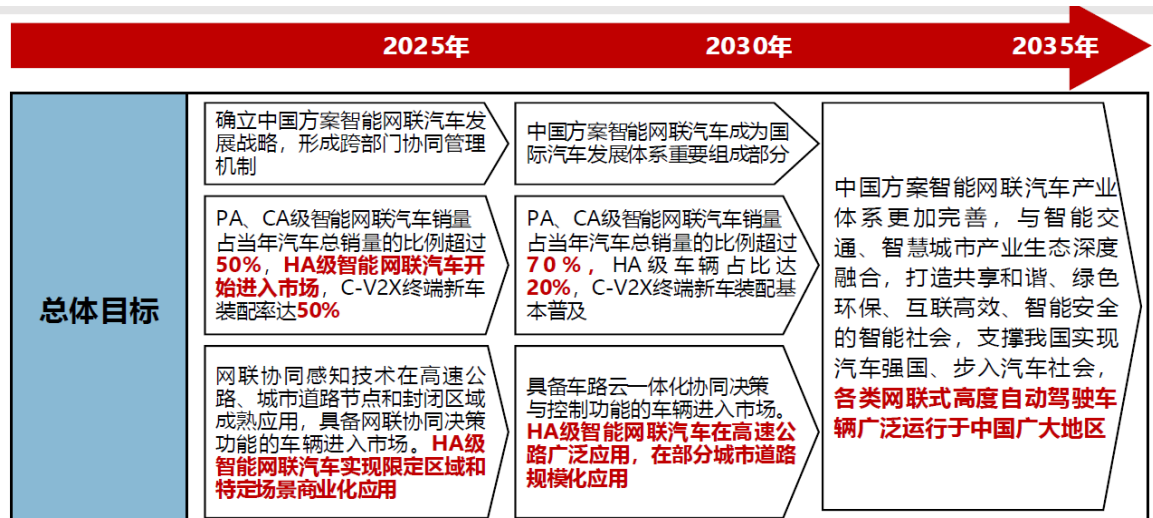 2025年
2030年
2035年
总体目标
确立中国方案智能网联汽车发
展战略，形成跨部门协同管理
机制
PA、CA级智能网联汽车销量
占当年汽车总销量的比例超过
50%，HA级智能网联汽车开
始进入市场，C-V2X终端新车
装配率达50%
网联协同感知技术在高速公
路、城市道路节点和封闭区域
成熟应用，具备网联协同决策
功能的车辆进入市场。HA级
智能网联汽车实现限定区域和
特定场景商业化应用
中国方案智能网联汽车成为国
际汽车发展体系重要组成部分
PA、CA级智能网联汽车销量
占当年汽车总销量的比例超过
70%，HA级车辆占比达
20%，C-V2X终端新车装配基
本普及
具备车路云一体化协同决策
与控制功能的车辆进入市场。
HA级智能网联汽车在高速公
路广泛应用，在部分城市道路
规模化应用
中国方案智能网联汽车产业
体系更加完善，与智能交
通、智慧城市产业生态深度
融合，打造共享和谐、绿色
环保、互联高效、智能安全
的智能社会，支撑我国实现
汽车强国、步入汽车社会，
各类网联式高度自动驾驶车
辆广泛运行于中国广大地区